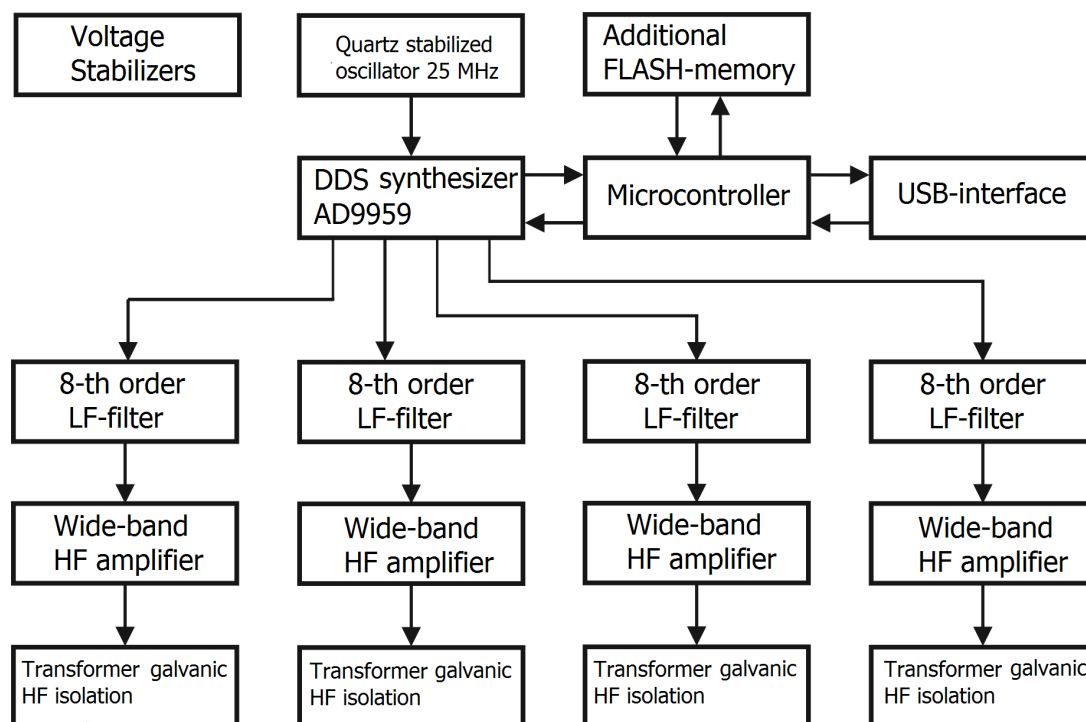 Voltage
Stabilizers
Quartz stabilized
oscillator 25 MHz
Additional
FLASH-memory
DDS synthesizer
AD9959
Microcontroller
USB-interface
8-th order
LF-filter
8-th order
LF-filter
8-th order
LF-filter
8-th order
LF-filter
Wide-band
HF amplifier
Wide-band
HF amplifier
Wide-band
HF amplifier
Wide-band
HF amplifier
Transformer galvanic
HF isolation
Transformer galvanic
HF isolation
Transformer galvanic
HF isolation
Transformer galvanic
HF isolation